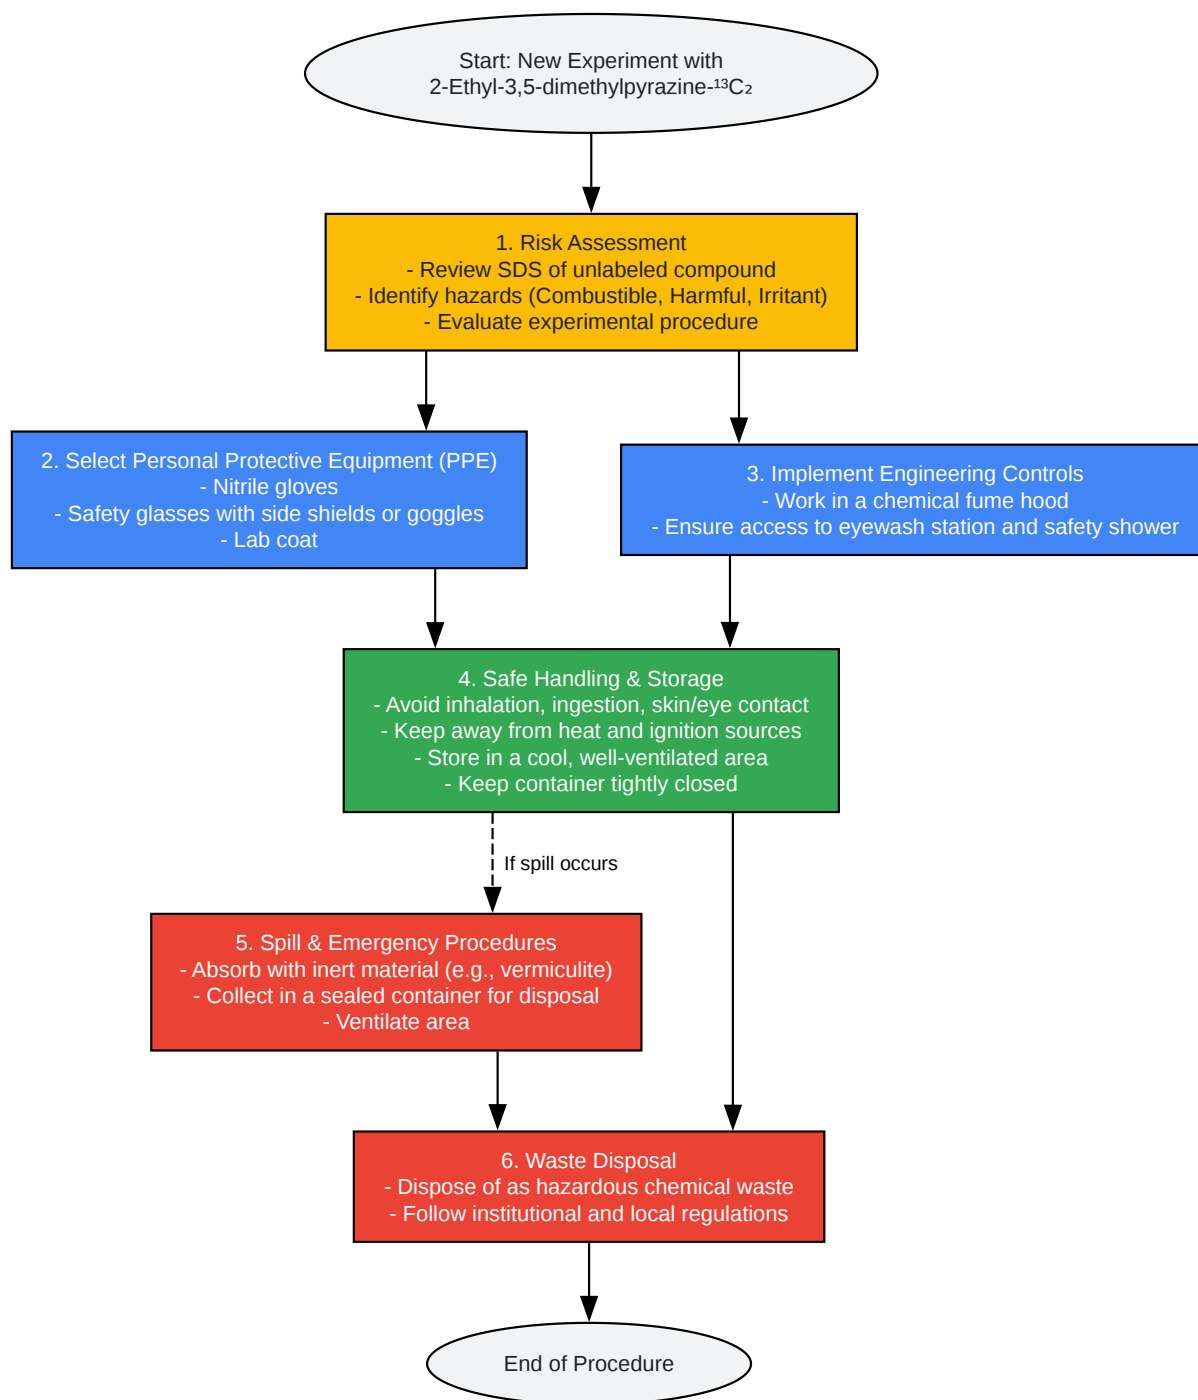 Start: New Experiment with
2-Ethyl-3,5-dimethylpyrazine-¹³C₂
1. Risk Assessment
- Review SDS of unlabeled compound
- Identify hazards (Combustible, Harmful, Irritant)
- Evaluate experimental procedure
2. Select Personal Protective Equipment (PPE)
- Nitrile gloves
- Safety glasses with side shields or goggles
- Lab coat
3. Implement Engineering Controls
- Work in a chemical fume hood
- Ensure access to eyewash station and safety shower
4. Safe Handling & Storage
- Avoid inhalation, ingestion, skin/eye contact
- Keep away from heat and ignition sources
- Store in a cool, well-ventilated area
- Keep container tightly closed
If spill occurs
5. Spill & Emergency Procedures
- Absorb with inert material (e.g., vermiculite)
- Collect in a sealed container for disposal
- Ventilate area
6. Waste Disposal
- Dispose of as hazardous chemical waste
- Follow institutional and local regulations
End of Procedure